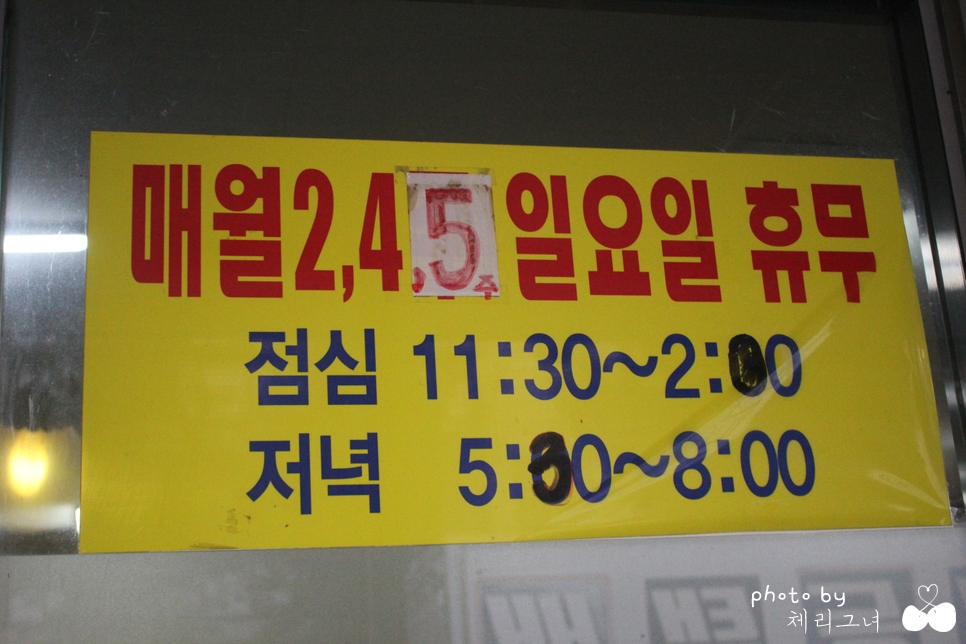 매월2,4,5주 일요일 휴무
점심 11:30~2:00
저녁 5:30~8:00
photo by
체리그녀